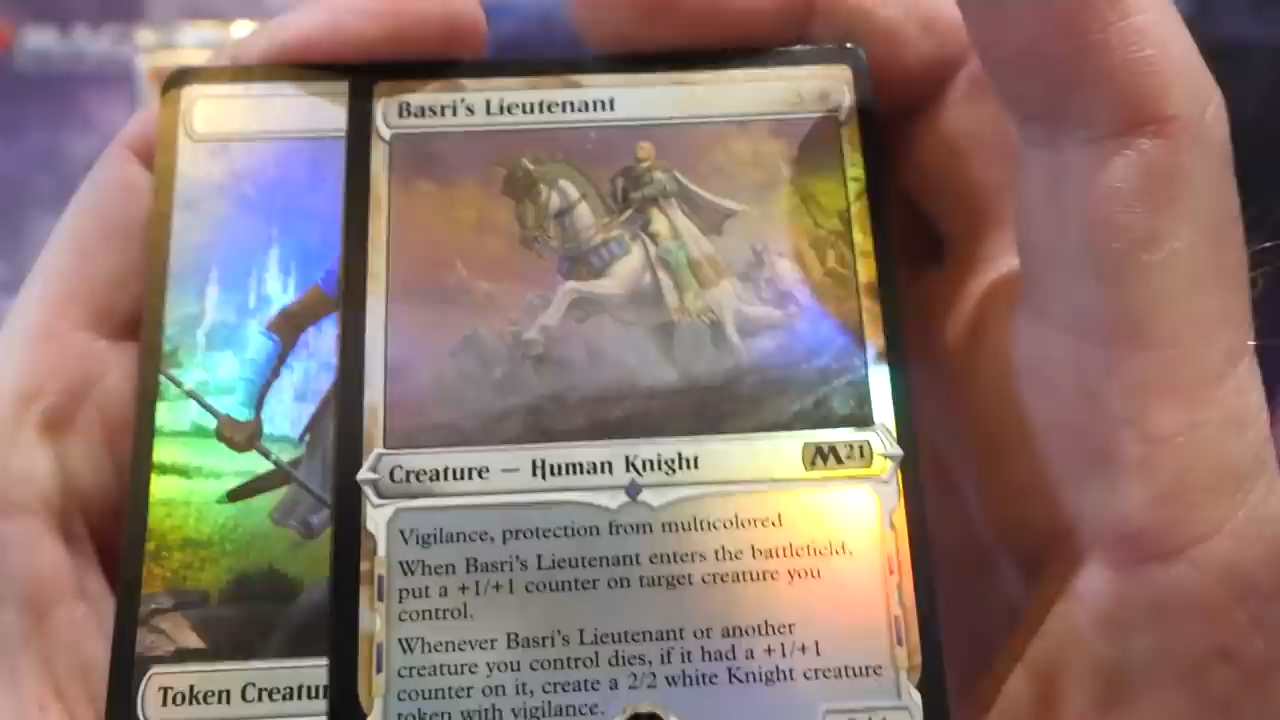 Basri's Lieutenant
Creature — Human Knight
M21
Vigilance, protection from multicolored
When Basri's Lieutenant enters the battlefield,
put a +1/+1 counter on target creature you
control.
Whenever Basri's Lieutenant or another
creature you control dies, if it had a +1/+1
counter on it, create a 2/2 white Knight creature
token with vigilance.
Token Creatur